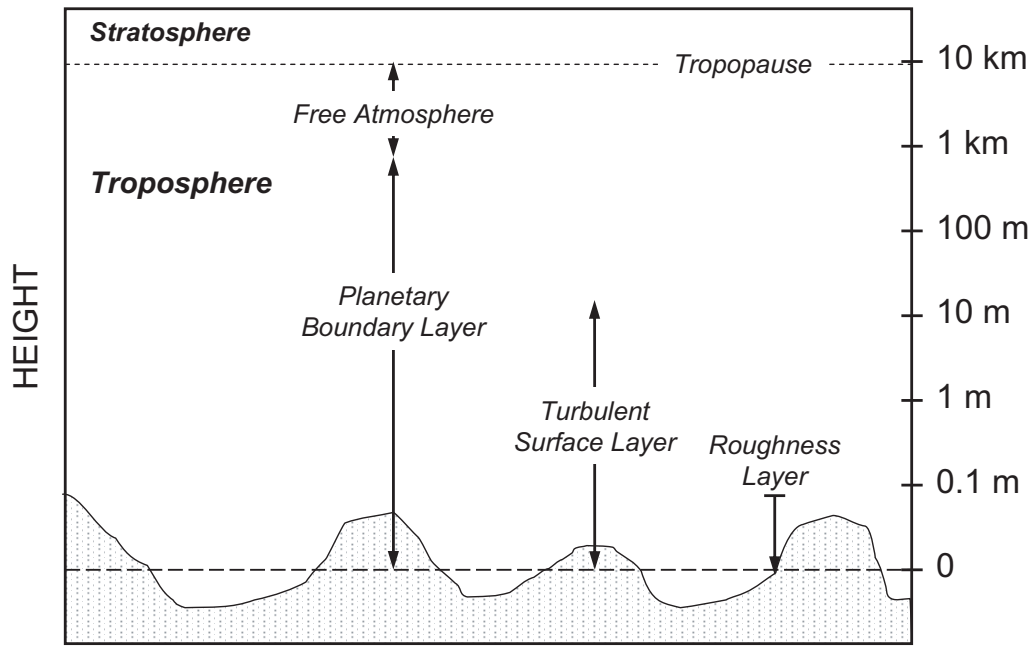 Stratosphere
Tropopause
10 km
Free Atmosphere
1 km
Troposphere
100 m
HEIGHT
Planetary
Boundary Layer
10 m
1 m
Turbulent
Surface Layer
Roughness
Layer
0.1 m
0